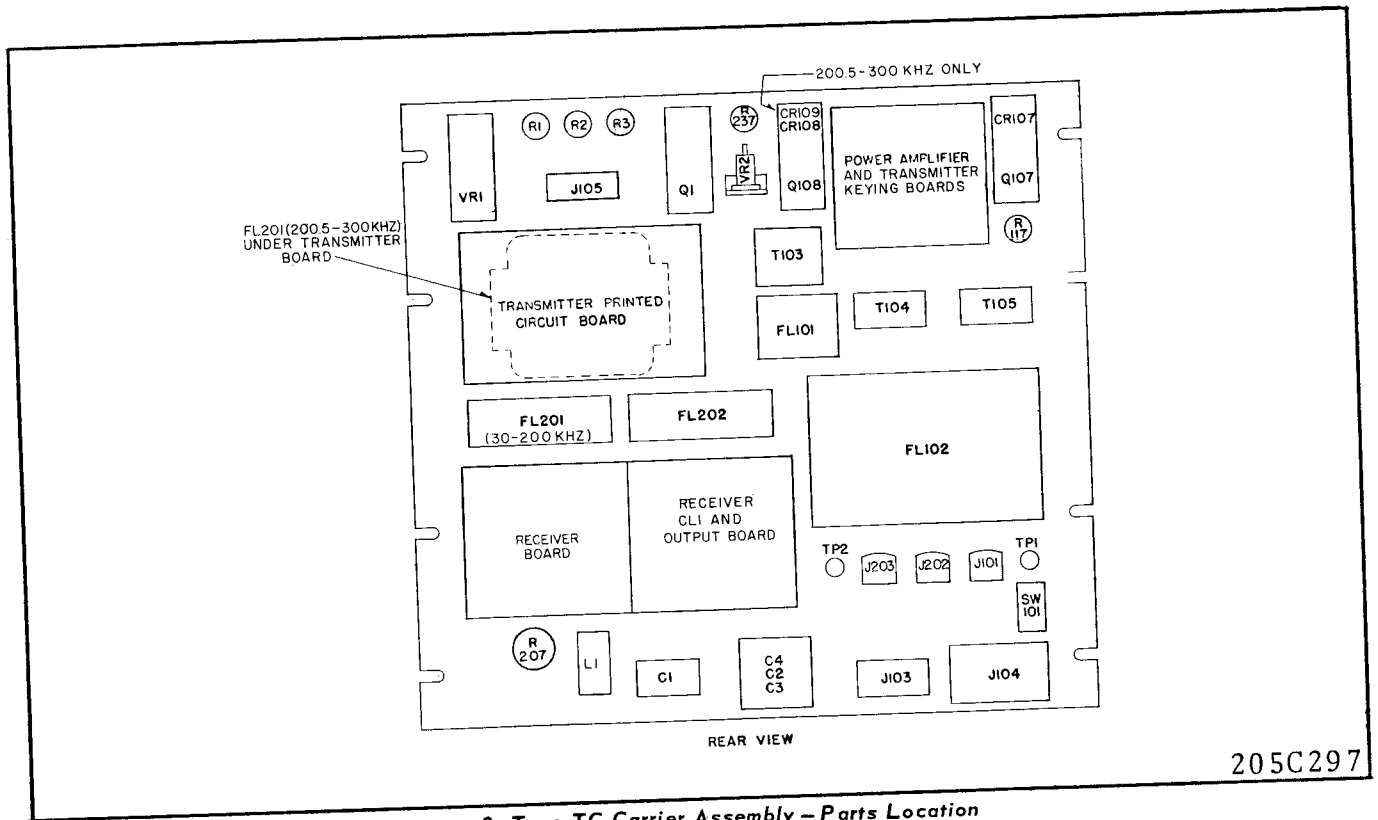 200.5-300 KHZ ONLY
R1
R2
R3
R
237
CR109
CR108
CR107
VR1
J105
Q1
VR2
Q108
POWER AMPLIFIER
AND TRANSMITTER
KEYING BOARDS
Q107
R
117
FL201(200.5-300KHZ)
UNDER TRANSMITTER
BOARD
T103
TRANSMITTER PRINTED
CIRCUIT BOARD
FL101
T104
T105
FL201
(30-200 KHZ)
FL202
FL102
RECEIVER
BOARD
RECEIVER
CLI AND
OUTPUT BOARD
TP2
J203
J202
J101
TP1
SW
101
R
207
L1
C1
C4
C2
C3
J103
J104
REAR VIEW
205C297
TC Carrier Assembly – Parts Location